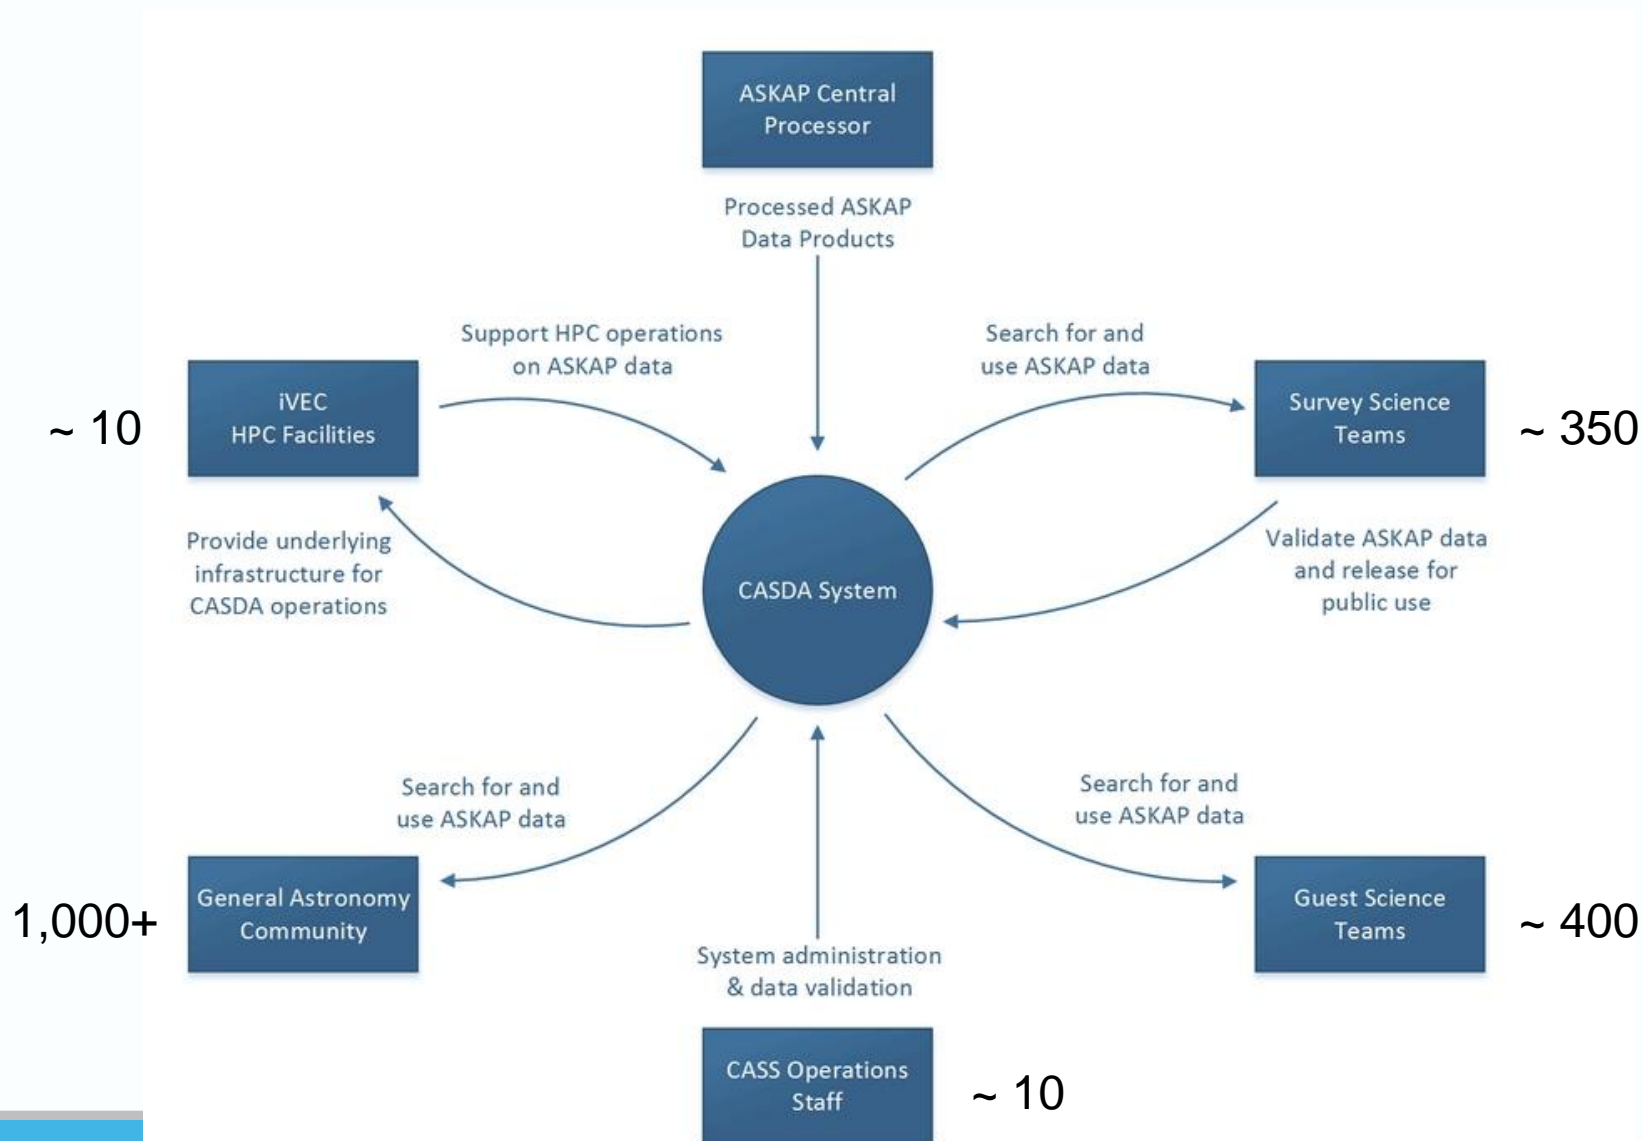 ASKAP Central
Processor
Processed ASKAP
Data Products
Support HPC operations
on ASKAP data
Search for and
use ASKAP data
~ 10
iVEC
HPC Facilities
Survey Science
Teams
~ 350
Provide underlying
infrastructure for
CASDA operations
CASDA System
Validate ASKAP data
and release for
public use
Search for and
use ASKAP data
Search for and
use ASKAP data
1,000+
General Astronomy
Community
Guest Science
Teams
~ 400
System administration
& data validation
CASS Operations
Staff
~ 10